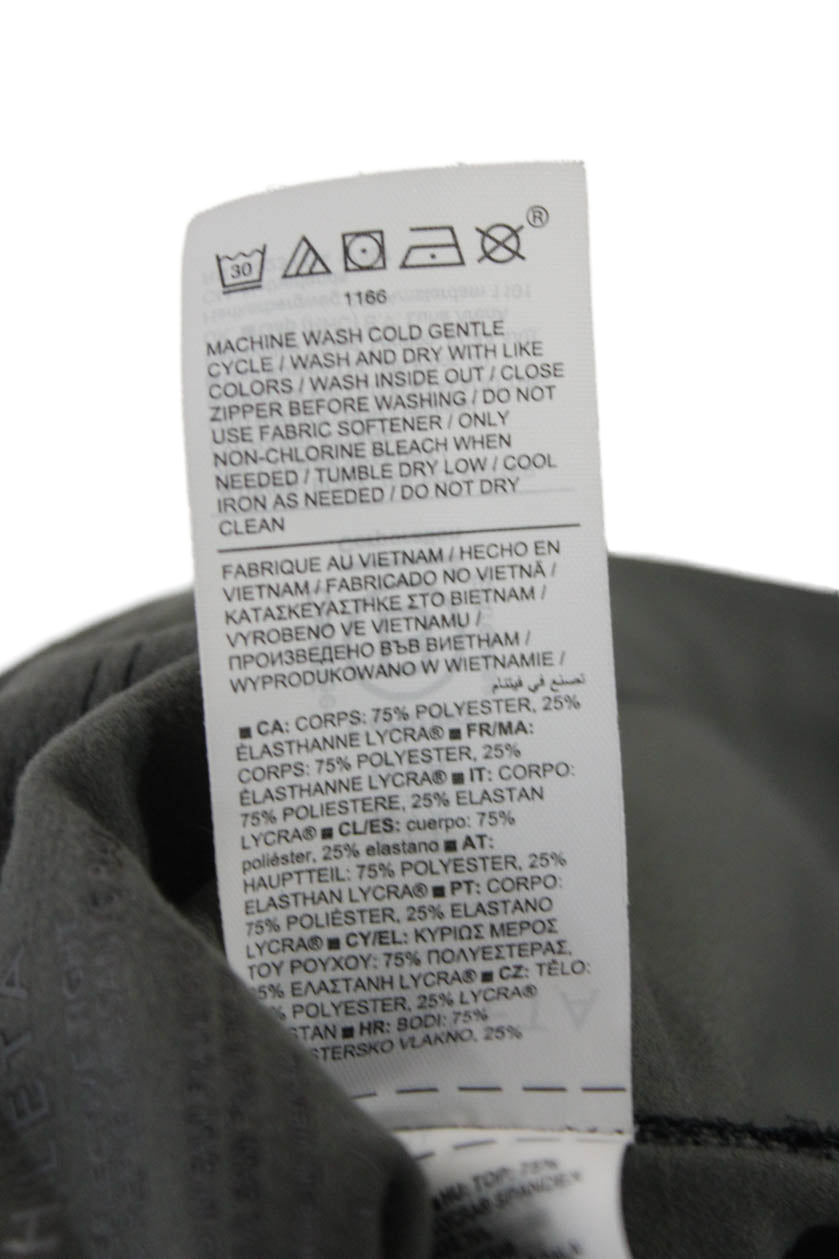 30
®
1166
MACHINE WASH COLD GENTLE
CYCLE / WASH AND DRY WITH LIKE
COLORS / WASH INSIDE OUT / CLOSE
ZIPPER BEFORE WASHING / DO NOT
USE FABRIC SOFTENER / ONLY
NON-CHLORINE BLEACH WHEN
NEEDED / TUMBLE DRY LOW / COOL
IRON AS NEEDED / DO NOT DRY
CLEAN
FABRIQUE AU VIETNAM / HECHO EN
VIETNAM / FABRICADO NO VIETNÃ /
ΚΑΤΑΣΚΕΥΑΣΤΗΚΕ ΣΤΟ ΒΙΕΤΝΑΜ /
VYROBENO VE VIETNAMU /
ПРОИЗВЕДЕНО ВЪВ ВИЕТНАМ /
WYPRODUKOWANO W WIETNAMIE /
تصنع في فيتنام
■ CA: CORPS: 75% POLYESTER, 25%
ÉLASTHANNE LYCRA® ■ FR/MA:
CORPS: 75% POLYESTER, 25%
ÉLASTHANNE LYCRA® ■ IT: CORPO:
75% POLIESTERE, 25% ELASTAN
LYCRA® ■ CL/ES: cuerpo: 75%
poliéster, 25% elastano ■ AT:
HAUPTTEIL: 75% POLYESTER, 25%
ELASTHAN LYCRA® ■ PT: CORPO:
75% POLIÉSTER, 25% ELASTANO
LYCRA® ■ CY/EL: ΚΥΡΙΩΣ ΜΕΡΟΣ
ΤΟΥ ΡΟΥΧΟΥ: 75% ΠΟΛΥΕΣΤΕΡΑΣ,
5% ΕΛΑΣΤΑΝΗ LYCRA® ■ CZ: TĚLO:
% POLYESTER, 25% LYCRA®
STAN ■ HR: BODI: 75%
STERSKO VLAKNO, 25%
TOP: 75%
HLETA